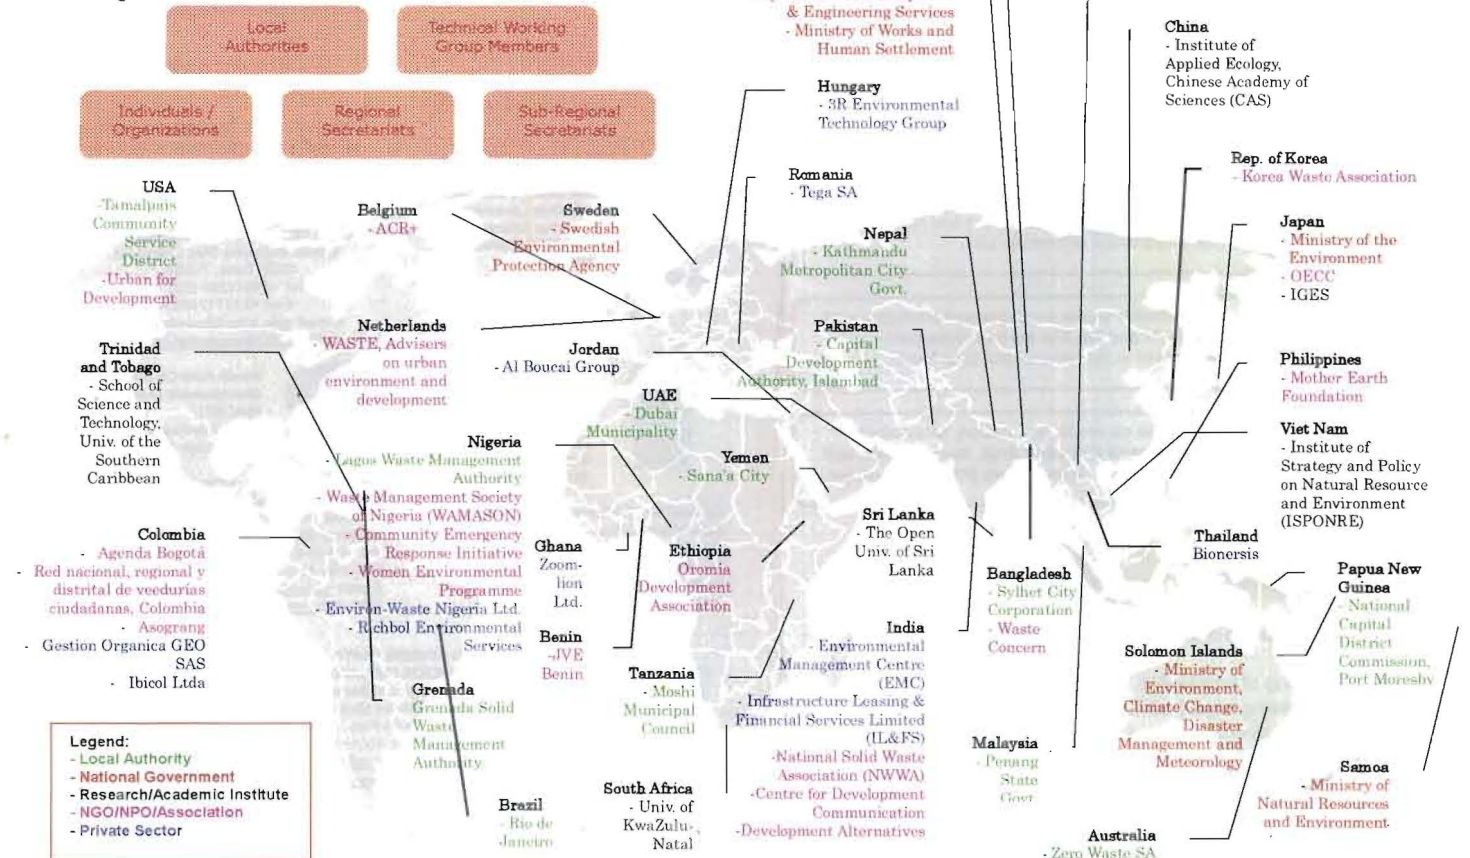 Local
Authorities
Technical Working
Group Members
Individuals /
Organizations
Regional
Secretariats
Sub-Regional
Secretariats
& Engineering Services
- Ministry of Works and
Human Settlement
China
- Institute of
Applied Ecology,
Chinese Academy of
Sciences (CAS)
Hungary
- 3R Environmental
Technology Group
Romania
- Tega SA
Rep. of Korea
- Korea Waste Association
USA
-Tamalpais
Community
Service
District
-Urban for
Development
Belgium
- ACR+
Sweden
- Swedish
Environmental
Protection Agency
Nepal
- Kathmandu
Metropolitan City
Govt.
Japan
- Ministry of the
Environment
- OECC
- IGES
Netherlands
- WASTE, Advisers
on urban
environment and
development
Jordan
- Al Boucai Group
Pakistan
- Capital
Development
Authority, Islambad
Philippines
- Mother Earth
Foundation
Trinidad
and Tobago
- School of
Science and
Technology,
Univ. of the
Southern
Caribbean
UAE
- Dubai
Municipality
Viet Nam
- Institute of
Strategy and Policy
on Natural Resource
and Environment
(ISPONRE)
Nigeria
- Lagos Waste Management
Authority
- Waste Management Society
of Nigeria (WAMASON)
- Community Emergency
Response Initiative
- Women Environmental
Programme
- Environ-Waste Nigeria Ltd.
- Richbol Environmental
Services
Yemen
- Sana'a City
Sri Lanka
- The Open
Univ. of Sri
Lanka
Thailand
Bionersis
Colombia
- Agenda Bogotá
- Red nacional, regional y
distrital de veedurias
ciudadanas, Colombia
- Asograng
- Gestion Organica GEO
SAS
- Ibicol Ltda
Ghana
Zoom-
lion
Ltd.
Ethiopia
Oromia
Development
Association
Bangladesh
- Sylhet City
Corporation
- Waste
Concern
Papua New
Guinea
- National
Capital
District
Commission,
Port Moresby
Benin
-JVE
Benin
India
- Environmental
Management Centre
(EMC)
- Infrastructure Leasing &
Financial Services Limited
(IL&FS)
-National Solid Waste
Association (NWWA)
-Centre for Development
Communication
-Development Alternatives
Solomon Islands
- Ministry of
Environment,
Climate Change,
Disaster
Management and
Meteorology
Tanzania
- Moshi
Municipal
Council
Grenada
Grenada Solid
Waste
Management
Authority
Malaysia
- Penang
State
Govt
Samoa
- Ministry of
Natural Resources
and Environment
South Africa
- Univ. of
KwaZulu-
Natal
Brazil
- Rio de
Janeiro
Australia
- Zero Waste SA
Legend:
- Local Authority
- National Government
- Research/Academic Institute
- NGO/NPO/Association
- Private Sector